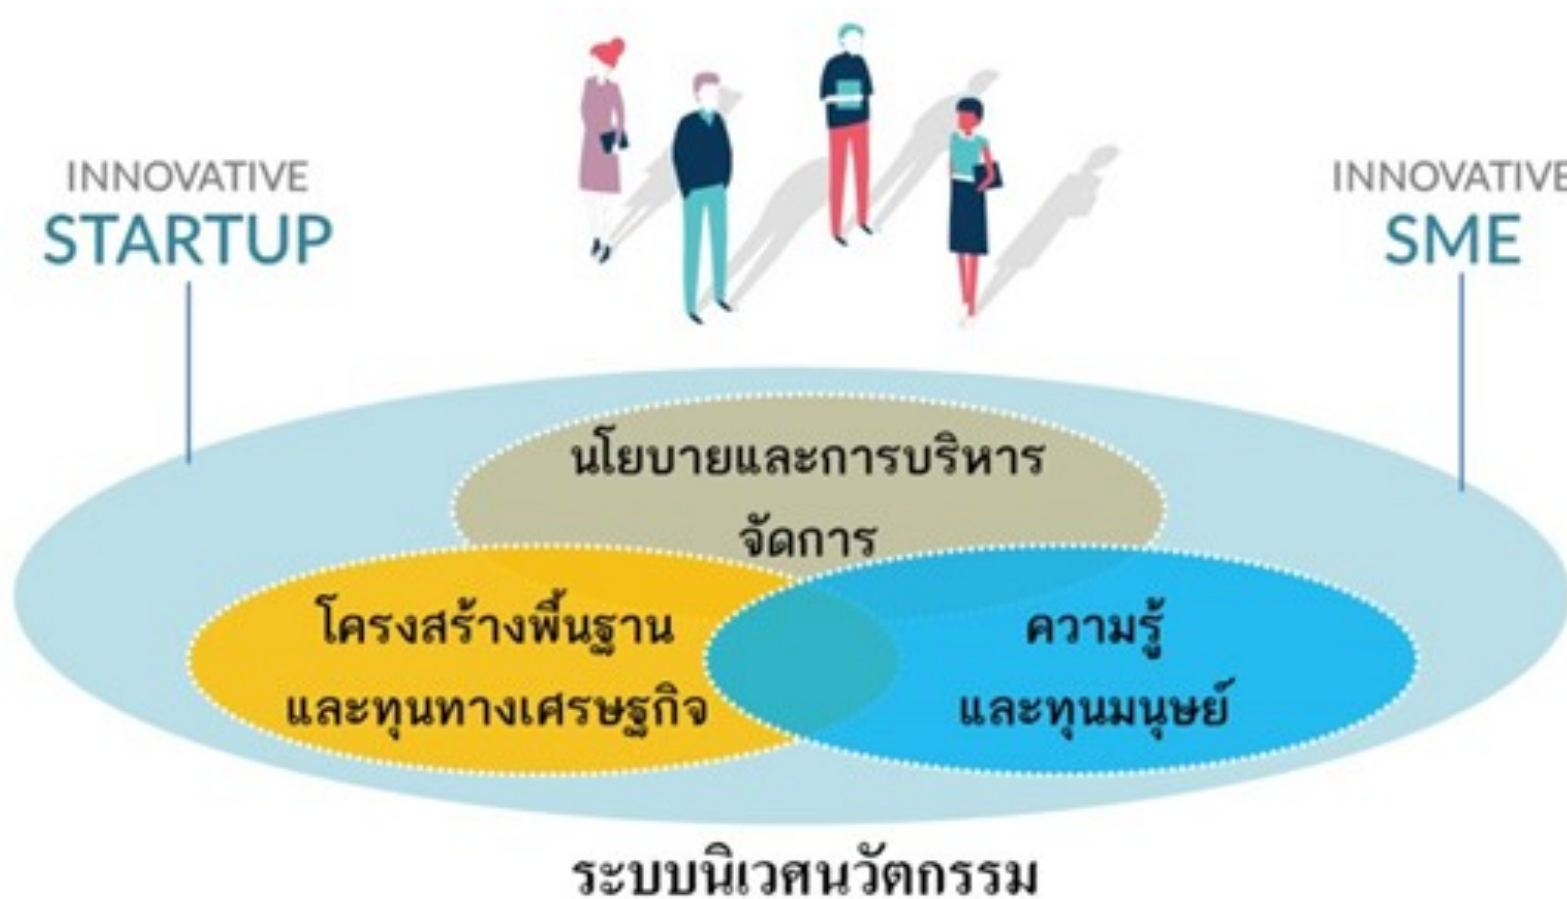 INNOVATIVE
STARTUP
INNOVATIVE
SME
นโยบายและการบริหาร
จัดการ
โครงสร้างพื้นฐาน
และทุนทางเศรษฐกิจ
ความรู้
และทุนมนุษย์
ระบบนิเวศนวัตกรรม